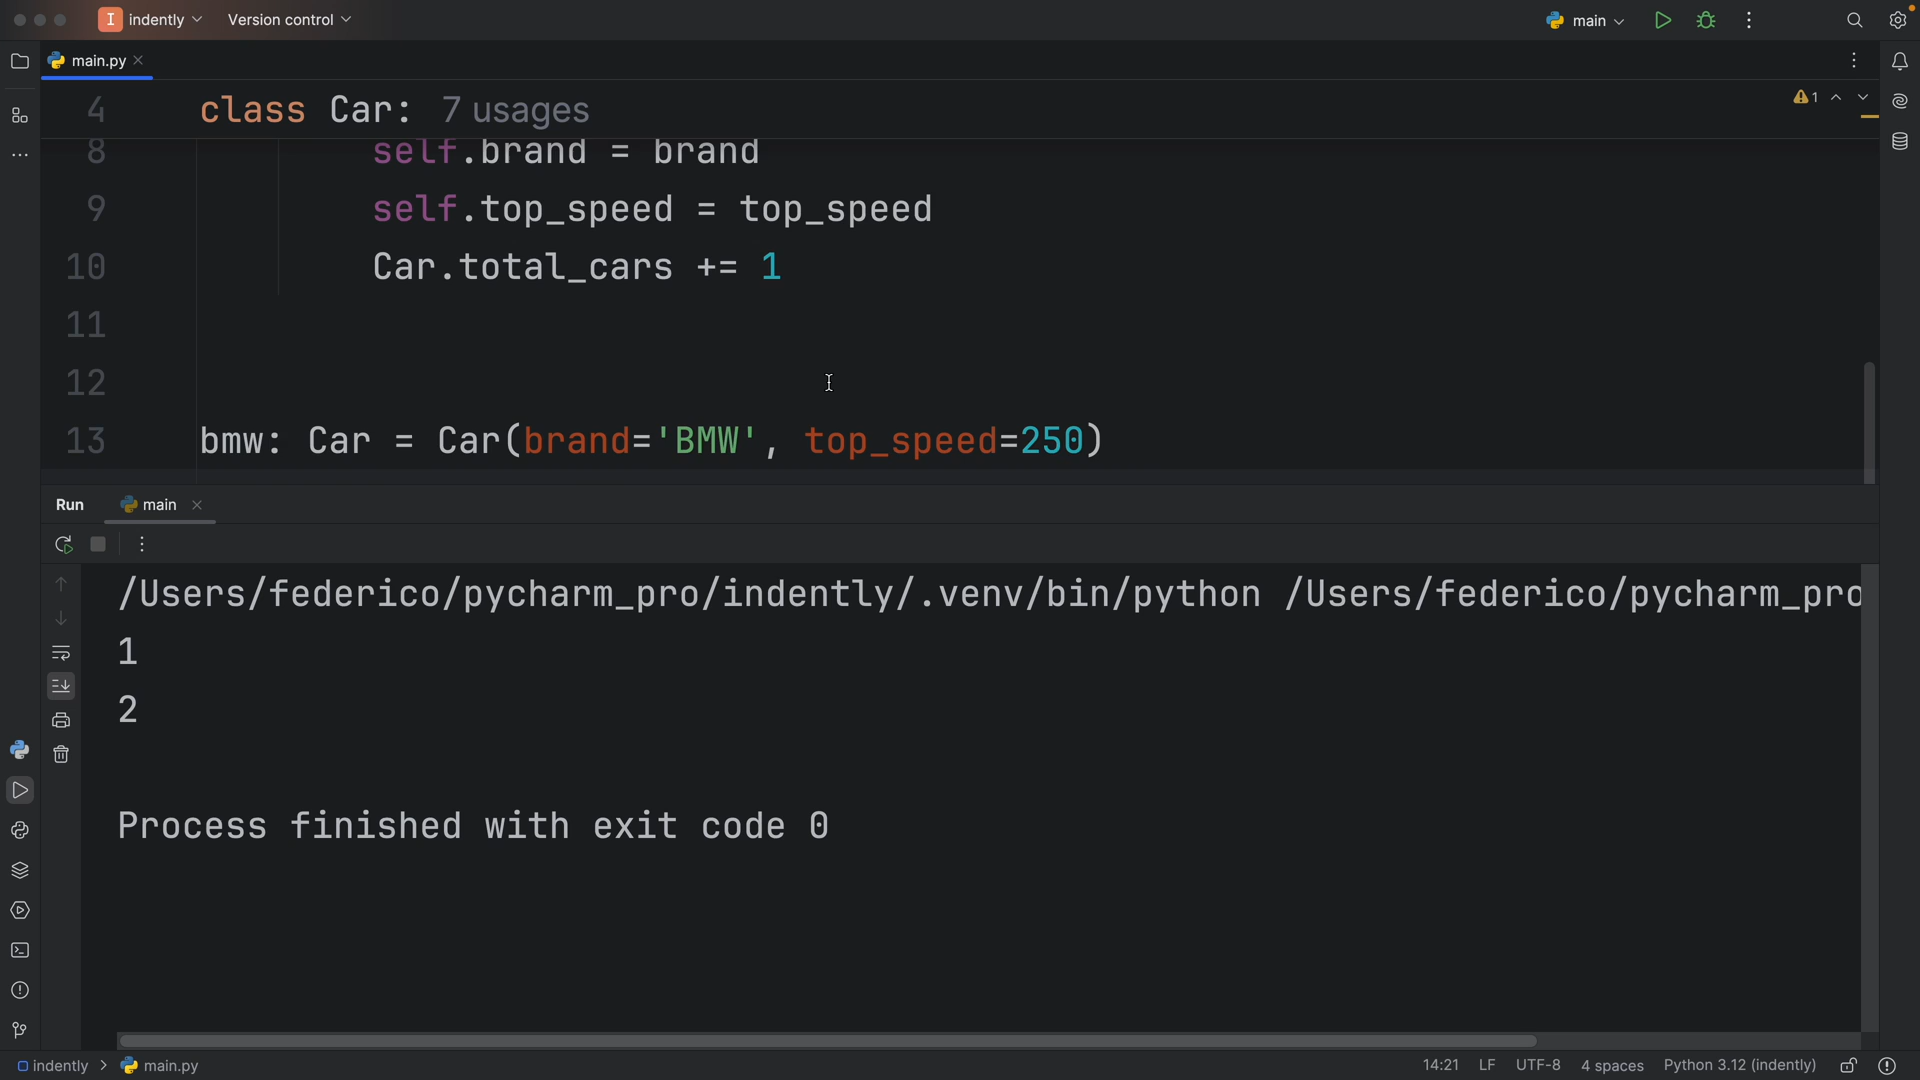 I indently Version control main
main.py
4 class Car: 7 usages 1
8 self.brand = brand
9 self.top_speed = top_speed
10 Car.total_cars += 1
11
12
13 bmw: Car = Car(brand='BMW', top_speed=250)
Run main
/Users/federico/pycharm_pro/indently/.venv/bin/python /Users/federico/pycharm_pro
1
2
Process finished with exit code 0
indently > main.py 14:21 LF UTF-8 4 spaces Python 3.12 (indently)